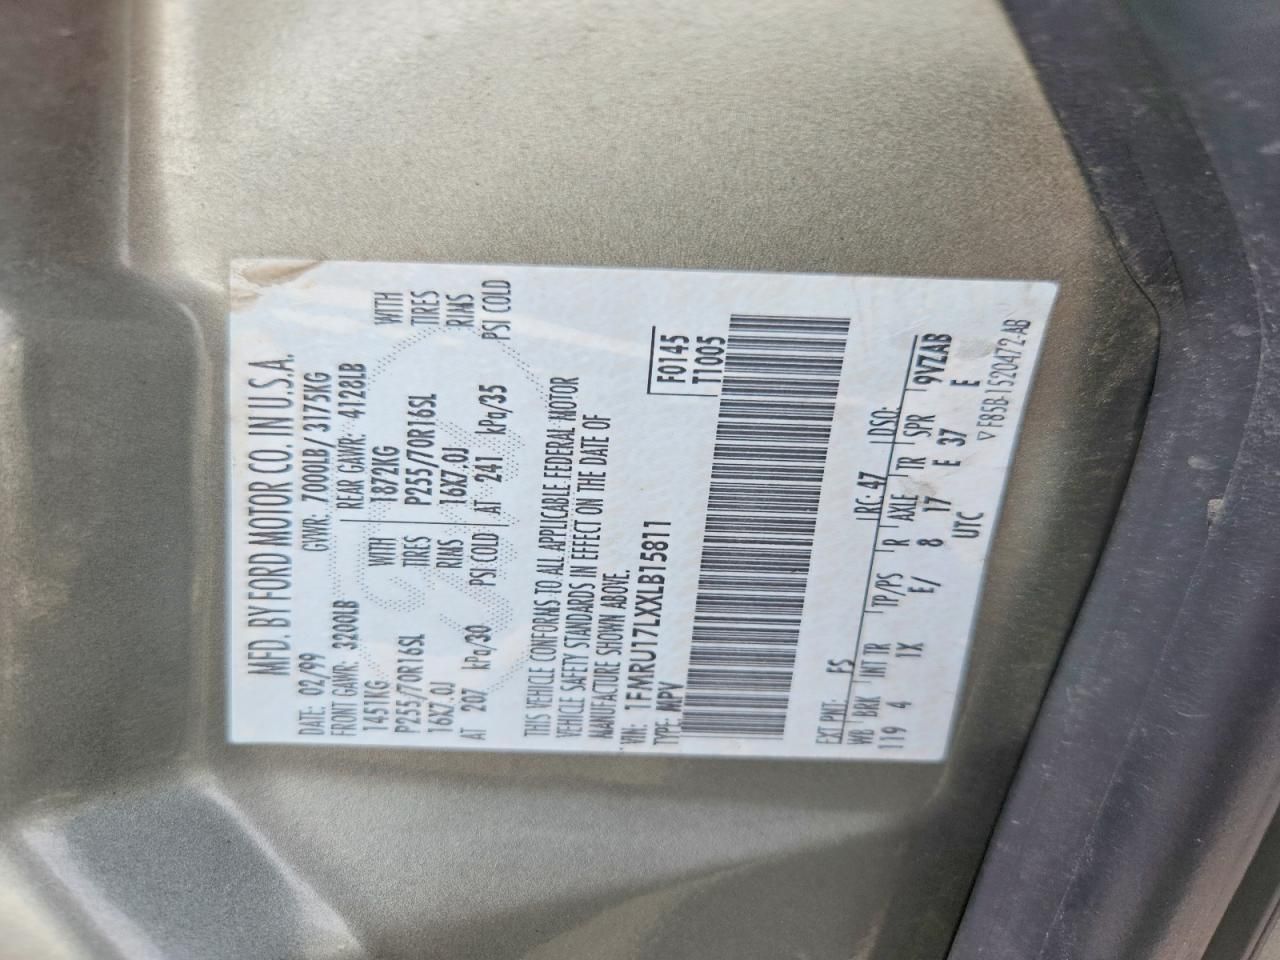 MFD. BY FORD MOTOR CO. IN U.S.A.
DATE: 02/99 GVWR: 7000LB/ 3175KG
FRONT GAWR: 3200LB REAR GAWR: 4128LB
1451KG WITH 1872KG WITH
P255/70R16SL TIRES P255/70R16SL TIRES
16X7.0J RIMS 16X7.0J RIMS
AT 207 kPa/30 PSI COLD AT 241 kPa/35 PSI COLD
THIS VEHICLE CONFORMS TO ALL APPLICABLE FEDERAL MOTOR
VEHICLE SAFETY STANDARDS IN EFFECT ON THE DATE OF
MANUFACTURE SHOWN ABOVE.
VIN: 1FMRU17LXXLB15811
TYPE: MPV
F0145
T1005
EXT PNT: FS RC: 47 DSO:
WB BRK INT TR TP/PS R AXLE TR SPR 9VZAB
119 4 1X E/ 8 17 E 37 E
UTC
▽ F85B-1520472-AB